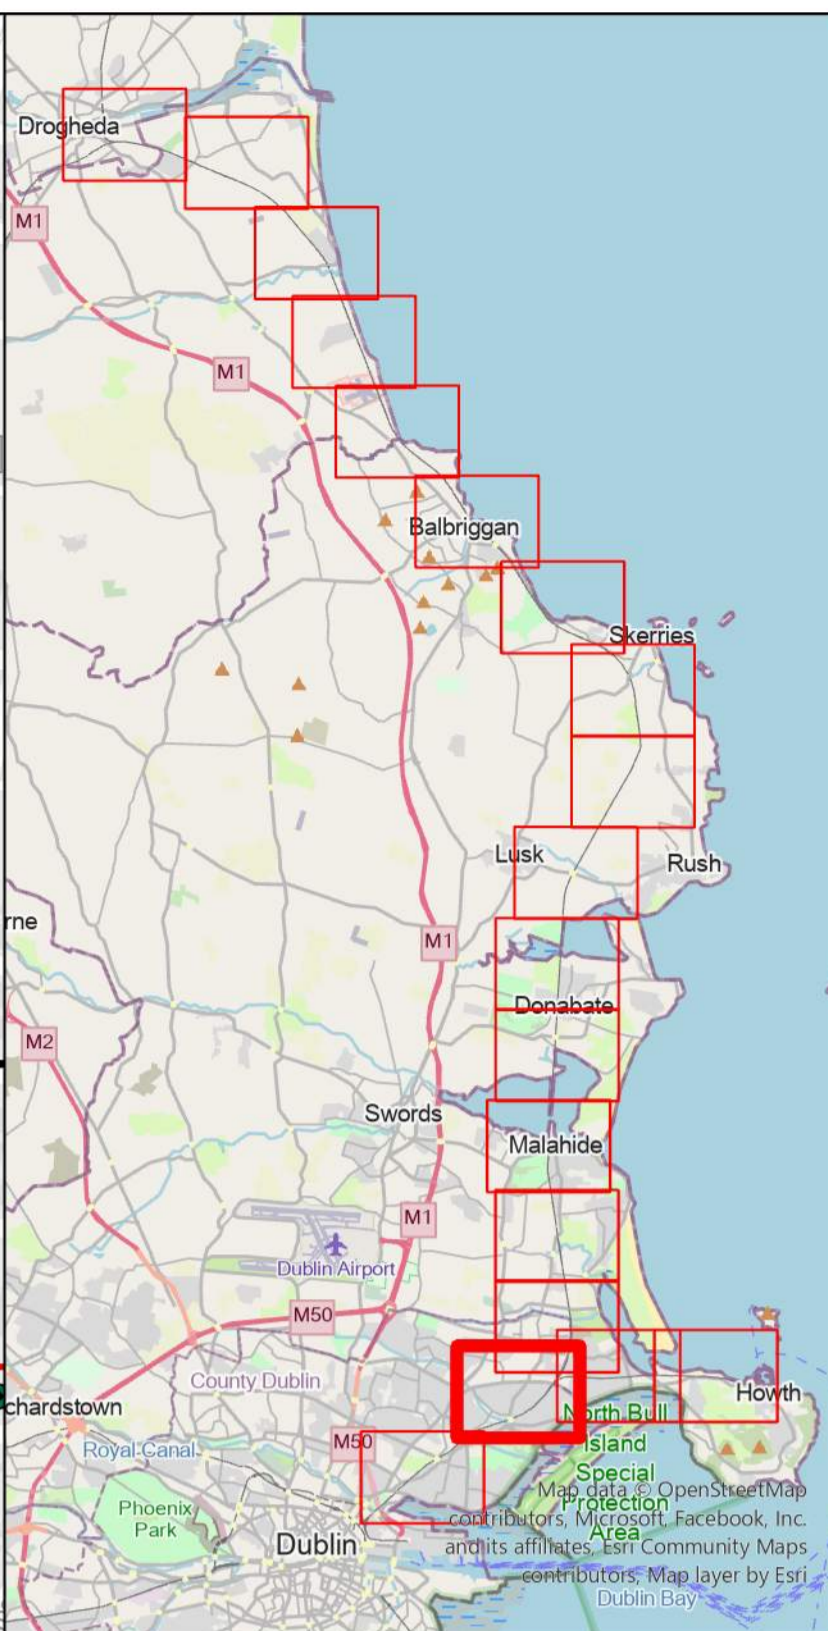 Drogheda
M1
M1
Balbriggan
Skerries
Lusk
Rush
rne
M1
Donabate
M2
Swords
Malahide
M1
Dublin Airport
M50
County Dublin
Howth
chardstown
North Bull
Island
Special
Protection
Area
M50
Royal Canal
Phoenix
Park
Dublin
Map data © OpenStreetMap
contributors, Microsoft, Facebook, Inc.
and its affiliates, Esri Community Maps
contributors, Map layer by Esri
Dublin Bay